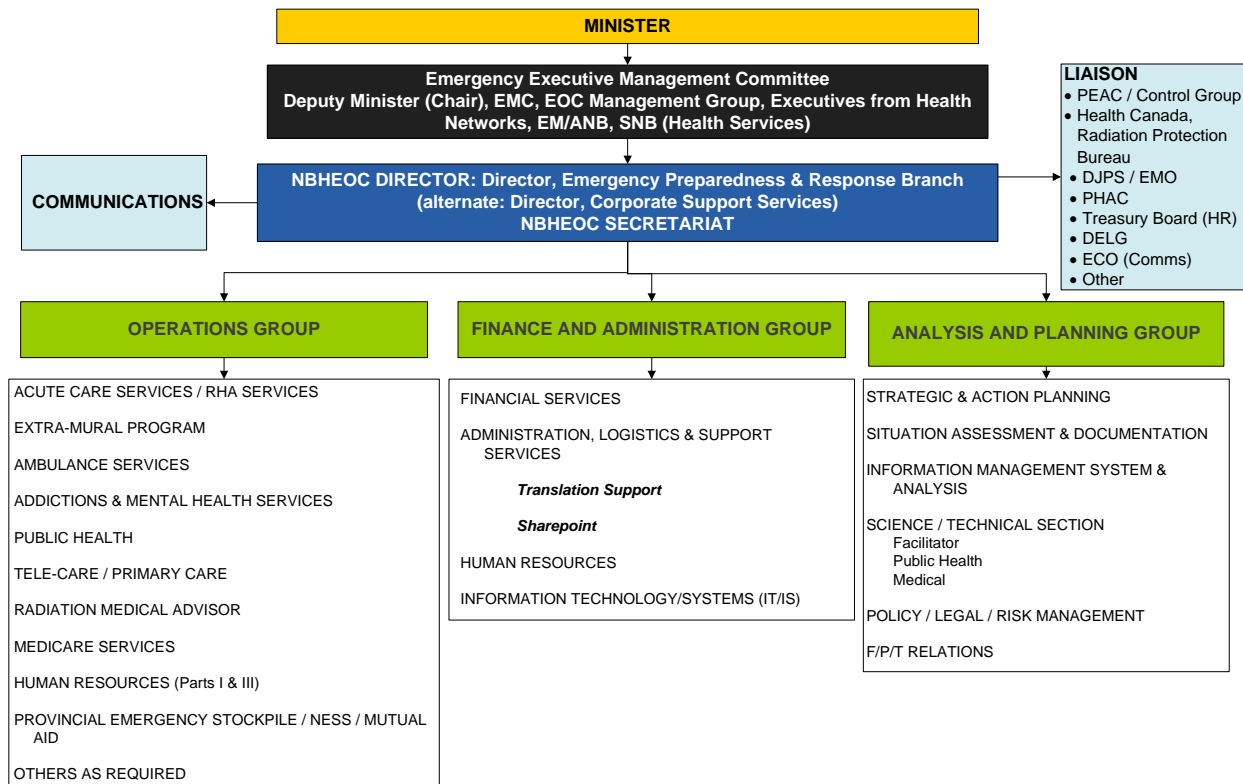 MINISTER
Emergency Executive Management Committee
Deputy Minister (Chair), EMC, EOC Management Group, Executives from Health
Networks, EM/ANB, SNB (Health Services)
LIAISON
• PEAC / Control Group
• Health Canada,
Radiation Protection
Bureau
• DJPS / EMO
• PHAC
• Treasury Board (HR)
• DELG
• ECO (Comms)
• Other
COMMUNICATIONS
NBHEOC DIRECTOR: Director, Emergency Preparedness & Response Branch
(alternate: Director, Corporate Support Services)
NBHEOC SECRETARIAT
OPERATIONS GROUP
ACUTE CARE SERVICES / RHA SERVICES
EXTRA-MURAL PROGRAM
AMBULANCE SERVICES
ADDICTIONS & MENTAL HEALTH SERVICES
PUBLIC HEALTH
TELE-CARE / PRIMARY CARE
RADIATION MEDICAL ADVISOR
MEDICARE SERVICES
HUMAN RESOURCES (Parts I & III)
PROVINCIAL EMERGENCY STOCKPILE / NESS / MUTUAL
AID
OTHERS AS REQUIRED
FINANCE AND ADMINISTRATION GROUP
FINANCIAL SERVICES
ADMINISTRATION, LOGISTICS & SUPPORT
SERVICES
Translation Support
Sharepoint
HUMAN RESOURCES
INFORMATION TECHNOLOGY/SYSTEMS (IT/IS)
ANALYSIS AND PLANNING GROUP
STRATEGIC & ACTION PLANNING
SITUATION ASSESSMENT & DOCUMENTATION
INFORMATION MANAGEMENT SYSTEM &
ANALYSIS
SCIENCE / TECHNICAL SECTION
Facilitator
Public Health
Medical
POLICY / LEGAL / RISK MANAGEMENT
F/P/T RELATIONS